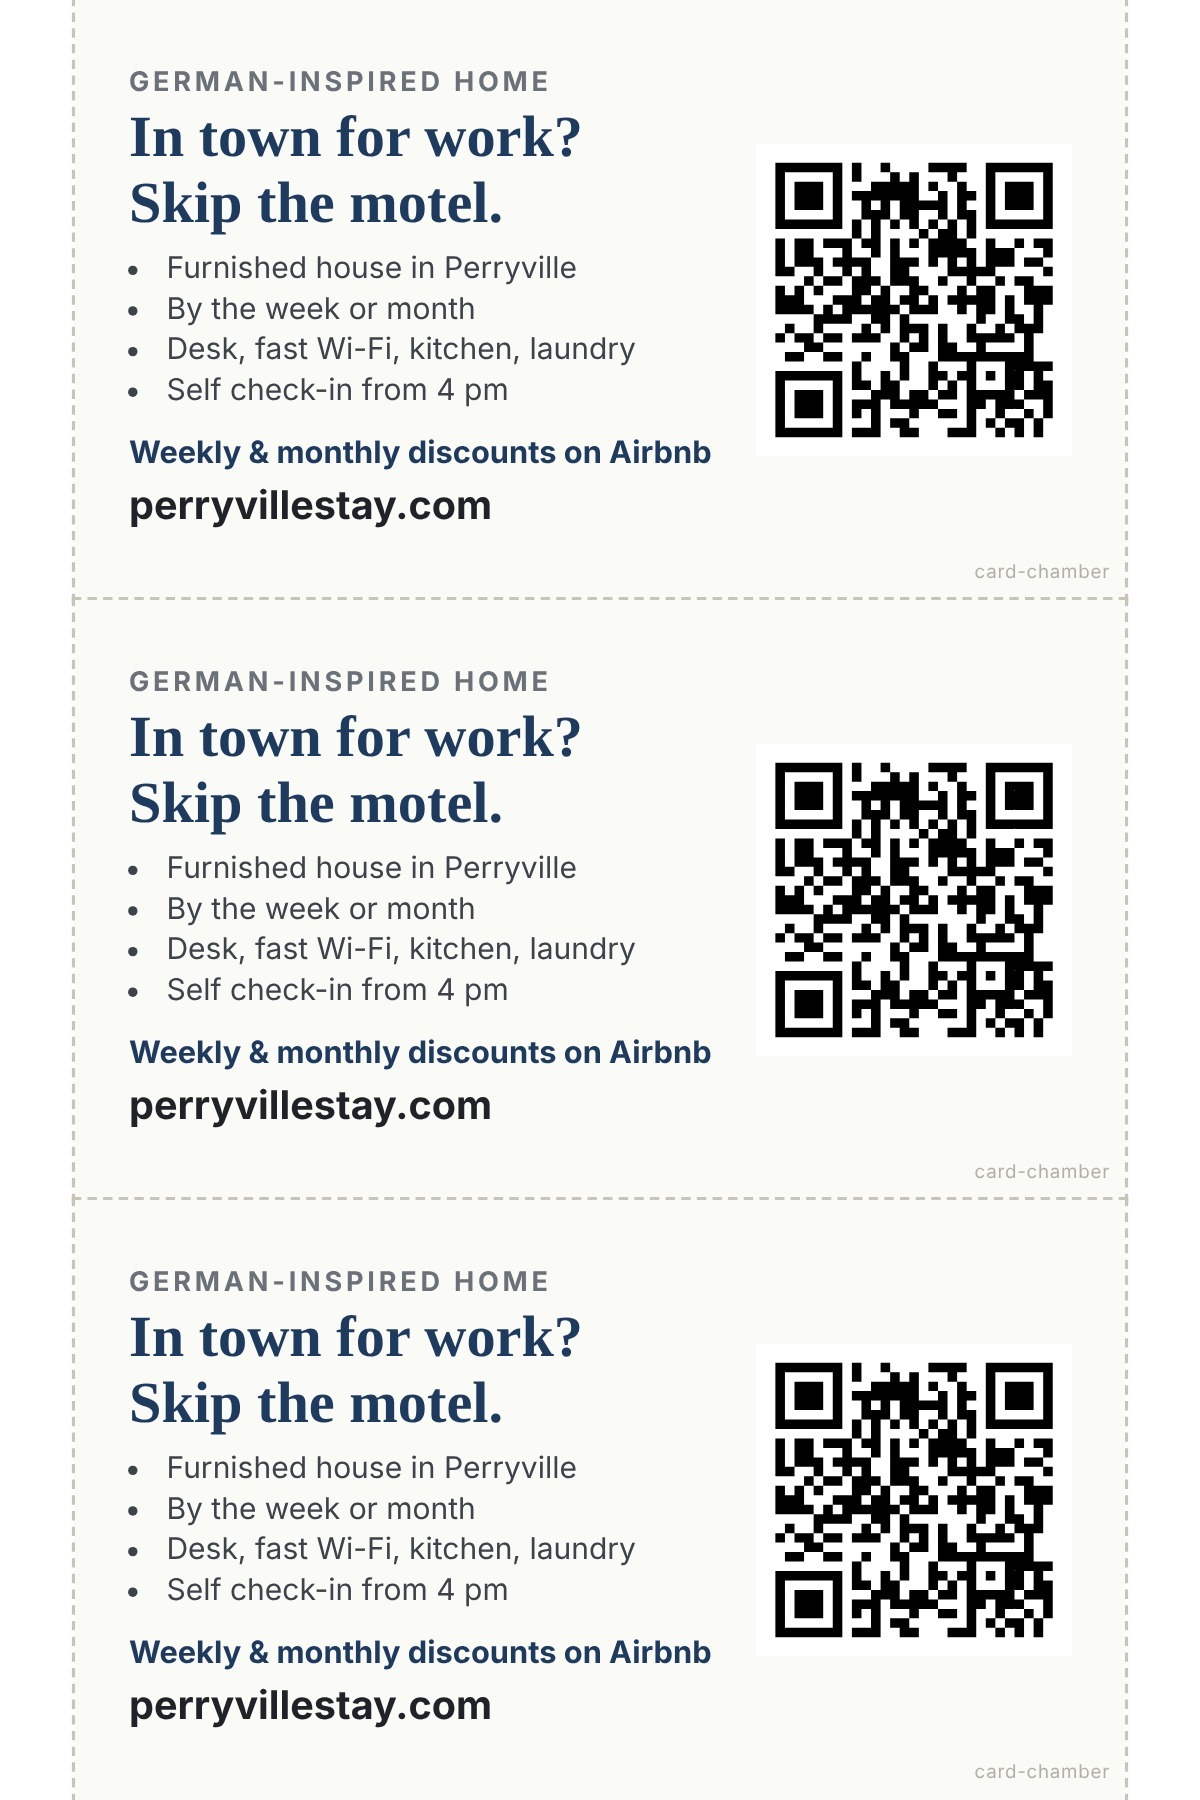 GERMAN-INSPIRED HOME
In town for work?
Skip the motel.
• Furnished house in Perryville
• By the week or month
• Desk, fast Wi-Fi, kitchen, laundry
• Self check-in from 4 pm
Weekly & monthly discounts on Airbnb
perryvillestay.com
card-chamber
GERMAN-INSPIRED HOME
In town for work?
Skip the motel.
• Furnished house in Perryville
• By the week or month
• Desk, fast Wi-Fi, kitchen, laundry
• Self check-in from 4 pm
Weekly & monthly discounts on Airbnb
perryvillestay.com
card-chamber
GERMAN-INSPIRED HOME
In town for work?
Skip the motel.
• Furnished house in Perryville
• By the week or month
• Desk, fast Wi-Fi, kitchen, laundry
• Self check-in from 4 pm
Weekly & monthly discounts on Airbnb
perryvillestay.com
card-chamber